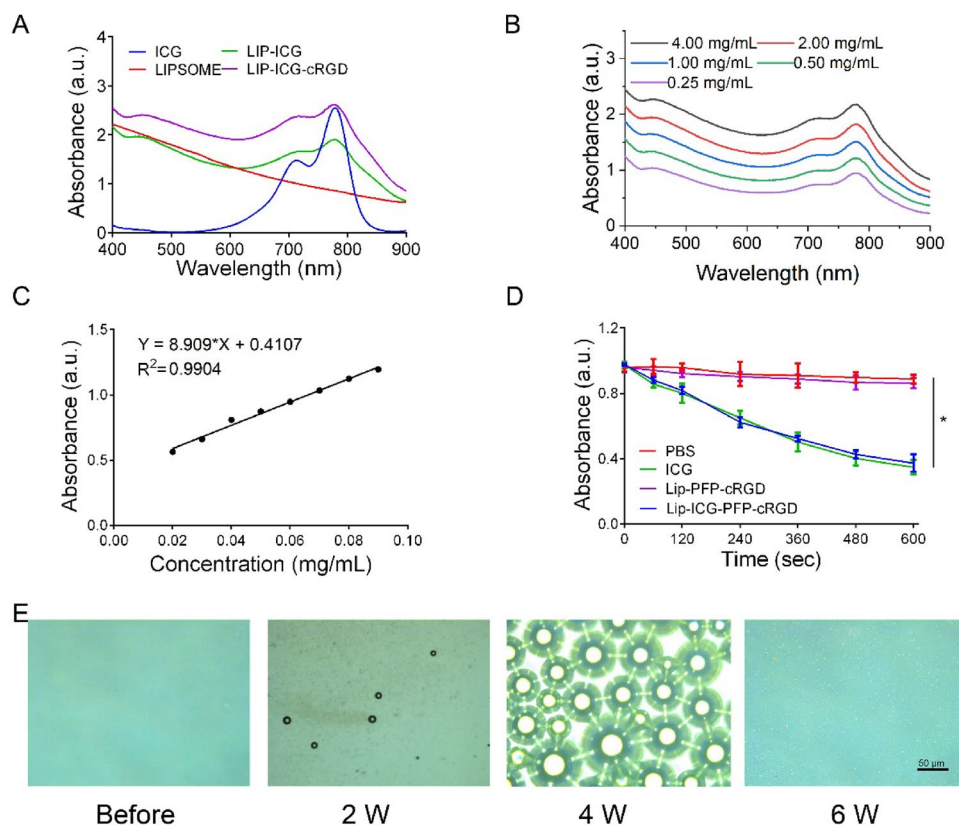 A
Absorbance (a.u.)
4
3
2
1
0
ICG
LIP-ICG
LIPSOME
LIP-ICG-cRGD
400 500 600 700 800 900
Wavelength (nm)
B
Absorbance (a.u.)
3
2
1
0
4.00 mg/mL 2.00 mg/mL
1.00 mg/mL 0.50 mg/mL
0.25 mg/mL
400 500 600 700 800 900
Wavelength (nm)
C
Absorbance (a.u.)
1.5
1.0
0.5
0.0
Y = 8.909*X + 0.4107
R²=0.9904
0.00 0.02 0.04 0.06 0.08 0.10
Concentration (mg/mL)
D
Absorbance (a.u.)
1.2
0.8
0.4
0.0
*
PBS
ICG
Lip-PFP-cRGD
Lip-ICG-PFP-cRGD
0 120 240 360 480 600
Time (sec)
E
50 μm
Before 2 W 4 W 6 W